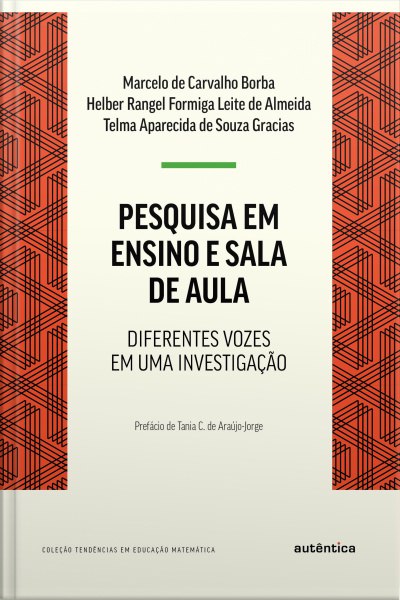 Marcelo de Carvalho Borba
Helber Rangel Formiga Leite de Almeida
Telma Aparecida de Souza Gracias
PESQUISA EM
ENSINO E SALA
DE AULA
DIFERENTES VOZES
EM UMA INVESTIGAÇÃO
Prefácio de Tania C. de Araújo-Jorge
COLEÇÃO TENDÊNCIAS EM EDUCAÇÃO MATEMÁTICA
autêntica